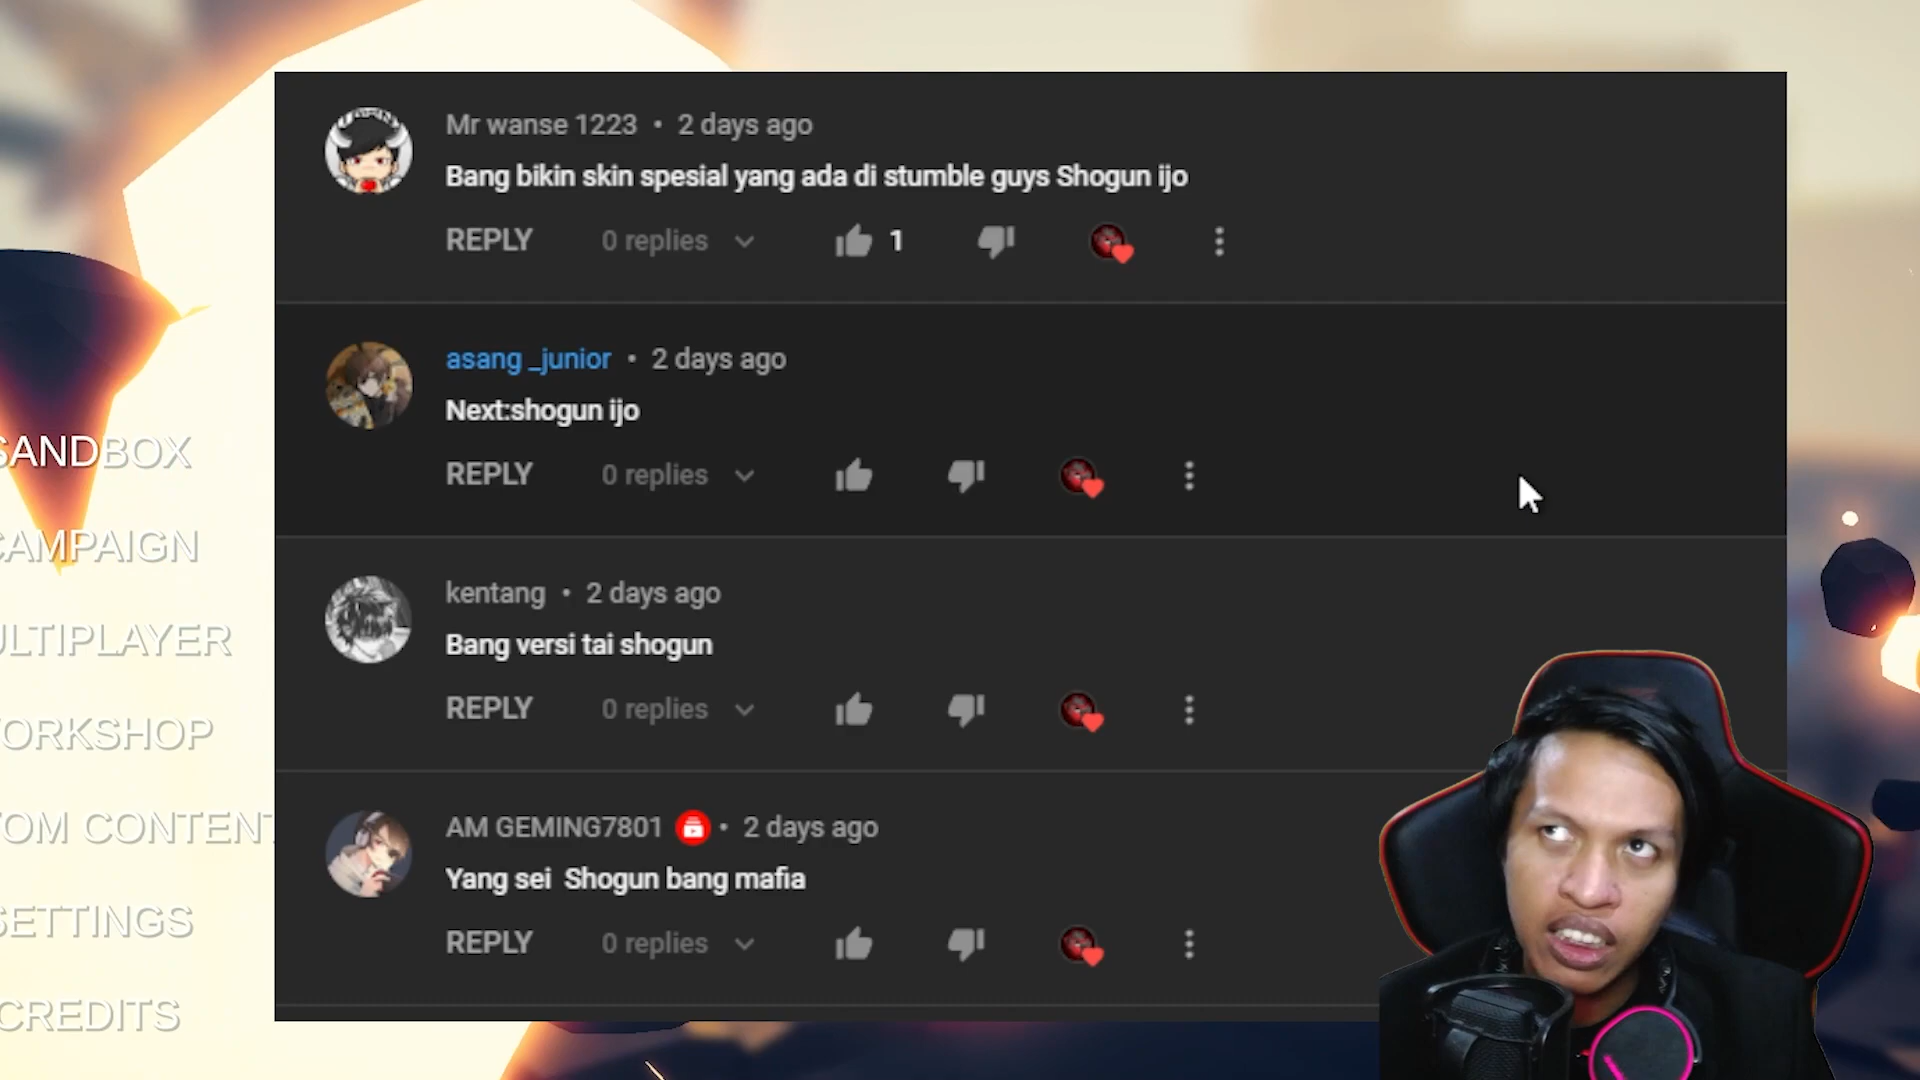 Mr wanse 1223 • 2 days ago
Bang bikin skin spesial yang ada di stumble guys Shogun ijo
REPLY 0 replies 1
asang _junior • 2 days ago
Next:shogun ijo
REPLY 0 replies
kentang • 2 days ago
Bang versi tai shogun
REPLY 0 replies
AM GEMING7801 • 2 days ago
Yang sei Shogun bang mafia
REPLY 0 replies
SANDBOX
CAMPAIGN
ULTIPLAYER
ORKSHOP
TOM CONTENT
SETTINGS
CREDITS